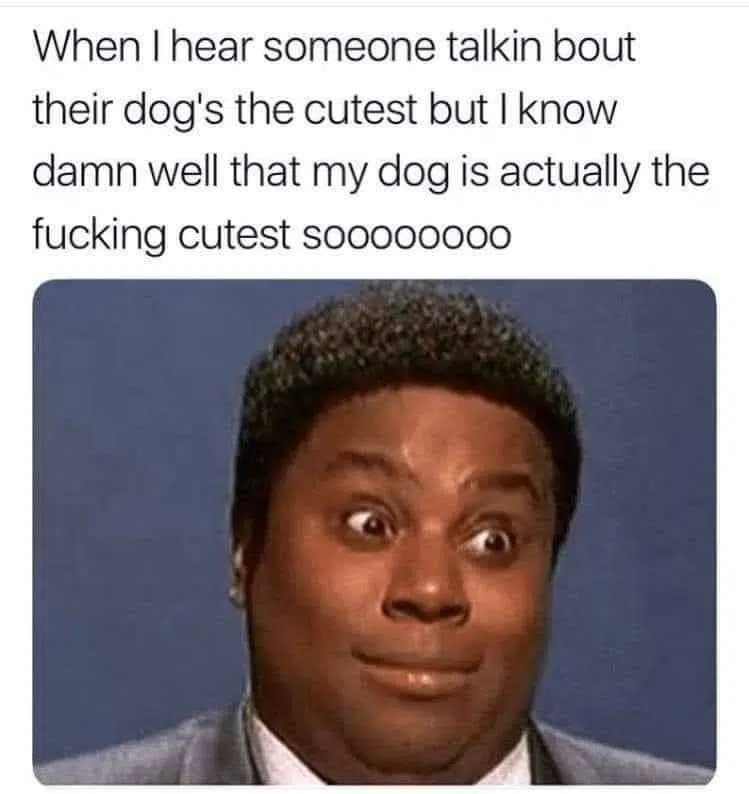 When I hear someone talkin bout
their dog's the cutest but I know
damn well that my dog is actually the
fucking cutest sooooooooo